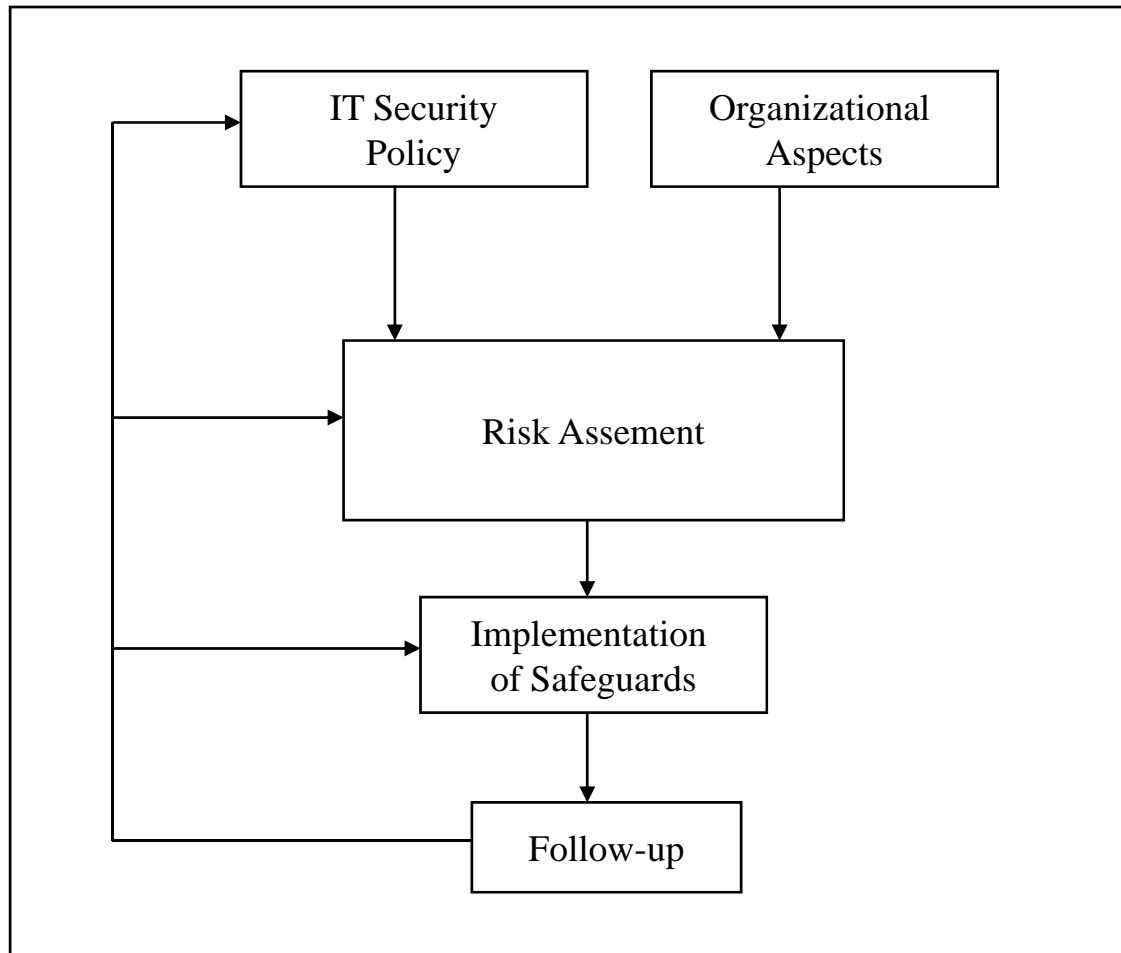 IT Security
Policy
Organizational
Aspects
Risk Assement
Implementation
of Safeguards
Follow-up